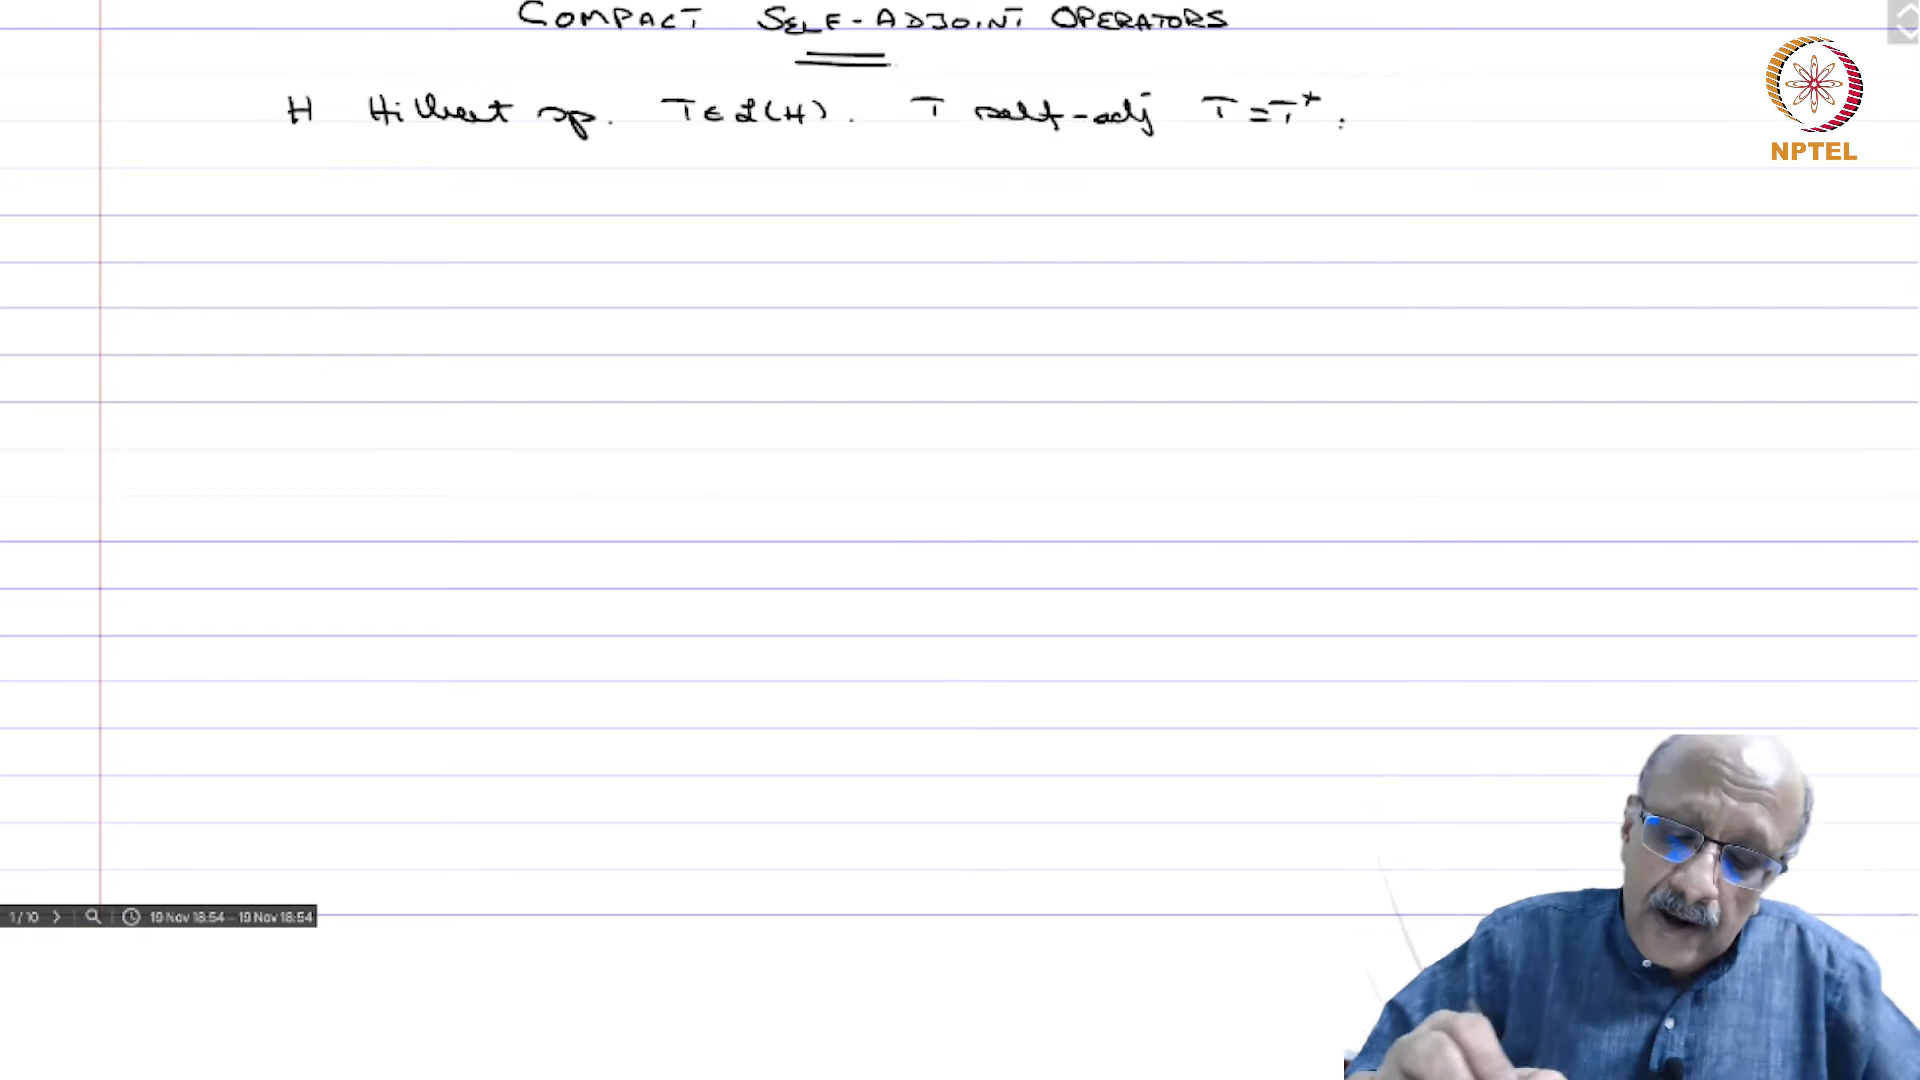 COMPACT SELF-ADJOINT OPERATORS
H Hilbert sp. T ∈ L(H). T self-adj T = T*.
NPTEL
1/10 19 Nov 18:54 – 19 Nov 18:54